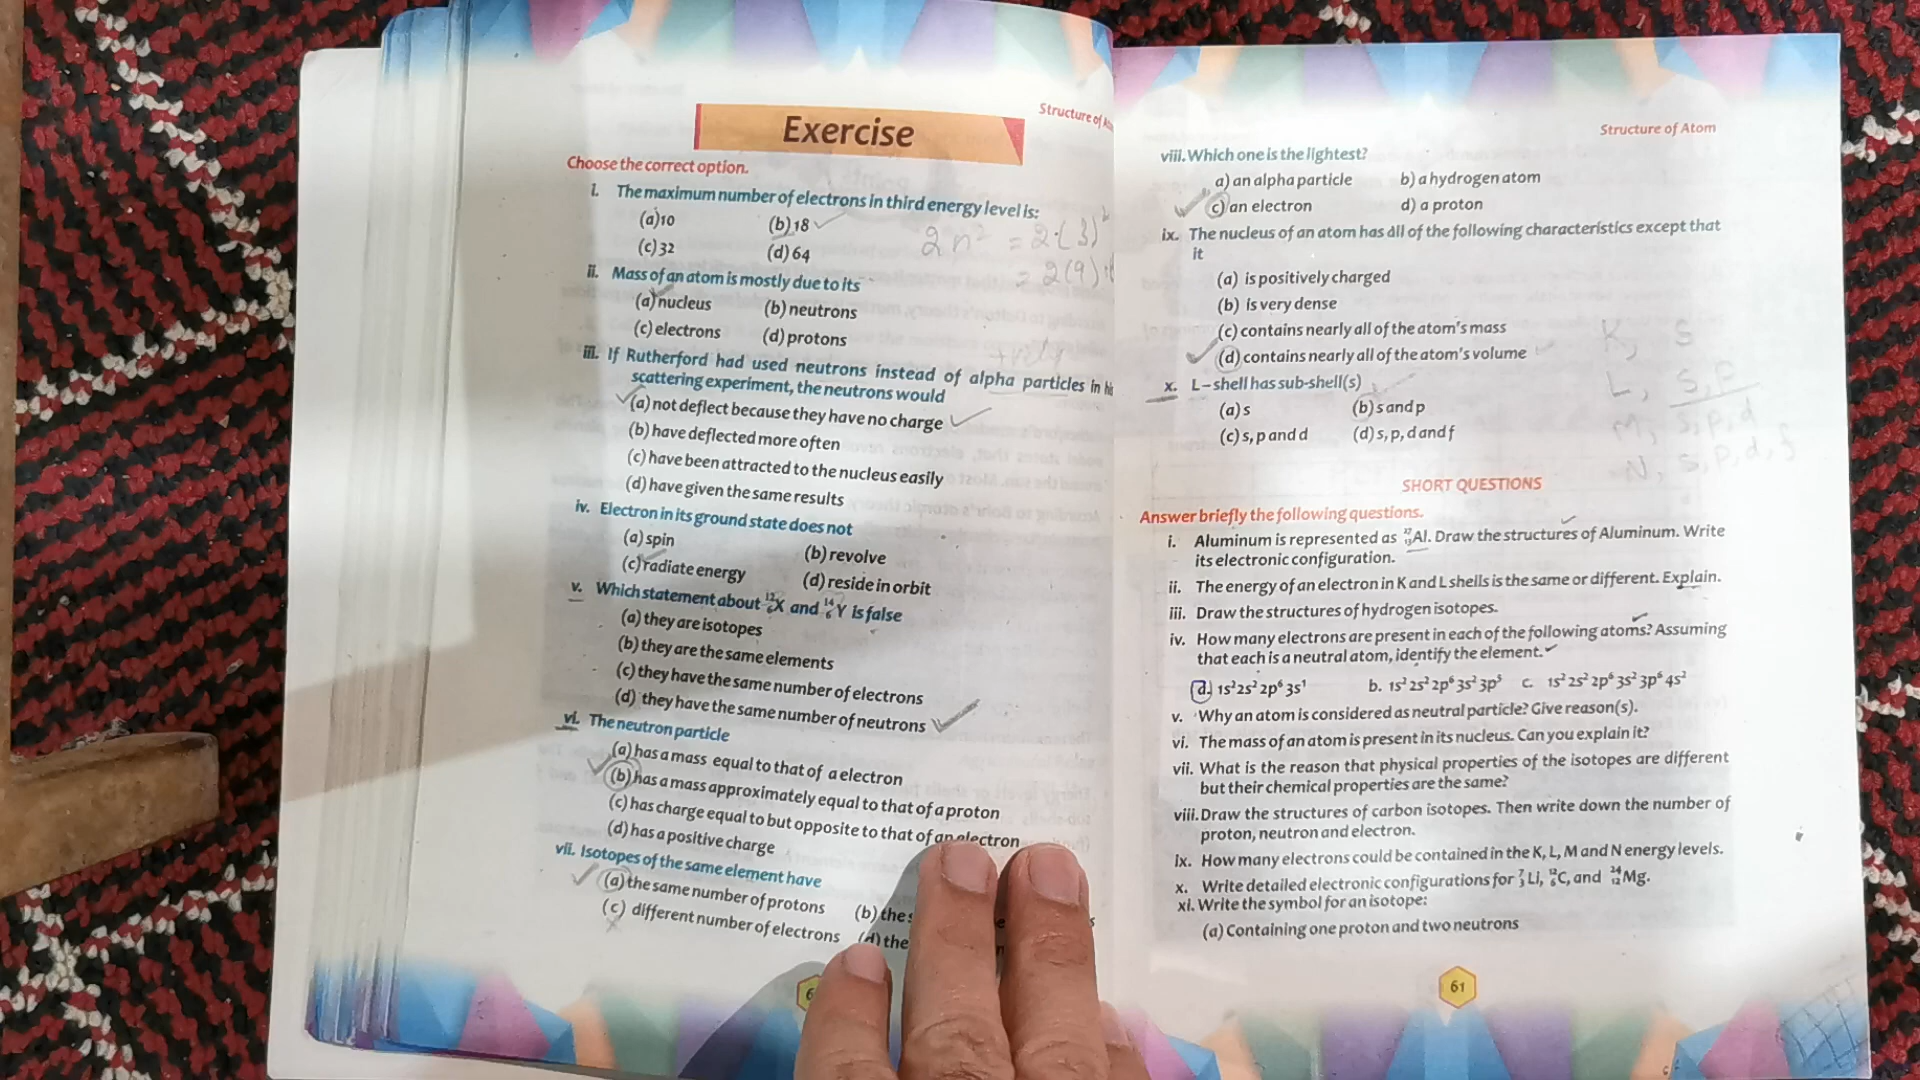 Structure of
Exercise
Choose the correct option.
i. The maximum number of electrons in third energy level is:
(a)10 (b) 18
(c) 32 (d) 64
2n² = 2·(3)²
= 2(9)
ii. Mass of an atom is mostly due to its
(a) nucleus (b) neutrons
(c) electrons (d) protons
iii. If Rutherford had used neutrons instead of alpha particles in
scattering experiment, the neutrons would
(a) not deflect because they have no charge
(b) have deflected more often
(c) have been attracted to the nucleus easily
(d) have given the same results
iv. Electron in its ground state does not
(a) spin (b) revolve
(c) radiate energy (d) reside in orbit
v. Which statement about ¹²₆X and ¹⁴₆Y is false
(a) they are isotopes
(b) they are the same elements
(c) they have the same number of electrons
(d) they have the same number of neutrons
vi. The neutron particle
(a) has a mass equal to that of a electron
(b) has a mass approximately equal to that of a proton
(c) has charge equal to but opposite to that of an electron
(d) has a positive charge
vii. Isotopes of the same element have
(a) the same number of protons (b) the
(c) different number of electrons (d) the
Structure of Atom
viii. Which one is the lightest?
a) an alpha particle b) a hydrogen atom
c) an electron d) a proton
ix. The nucleus of an atom has all of the following characteristics except that
it
(a) is positively charged
(b) is very dense
(c) contains nearly all of the atom's mass
(d) contains nearly all of the atom's volume
x. L-shell has sub-shell(s)
(a) s (b) s and p
(c) s, p and d (d) s, p, d and f
K, s
L, s, p
M, s, p, d
N, s, p, d, f
SHORT QUESTIONS
Answer briefly the following questions.
i. Aluminum is represented as ²⁷₁₃Al. Draw the structures of Aluminum. Write
its electronic configuration.
ii. The energy of an electron in K and L shells is the same or different. Explain.
iii. Draw the structures of hydrogen isotopes.
iv. How many electrons are present in each of the following atoms? Assuming
that each is a neutral atom, identify the element.
a. 1s² 2s² 2p⁶ 3s¹ b. 1s² 2s² 2p⁶ 3s² 3p³ c. 1s² 2s² 2p⁶ 3s² 3p⁶ 4s²
v. Why an atom is considered as neutral particle? Give reason(s).
vi. The mass of an atom is present in its nucleus. Can you explain it?
vii. What is the reason that physical properties of the isotopes are different
but their chemical properties are the same?
viii. Draw the structures of carbon isotopes. Then write down the number of
proton, neutron and electron.
ix. How many electrons could be contained in the K, L, M and N energy levels.
x. Write detailed electronic configurations for ⁷₃Li, ¹²₆C, and ²⁴₁₂Mg.
xi. Write the symbol for an isotope:
(a) Containing one proton and two neutrons
61